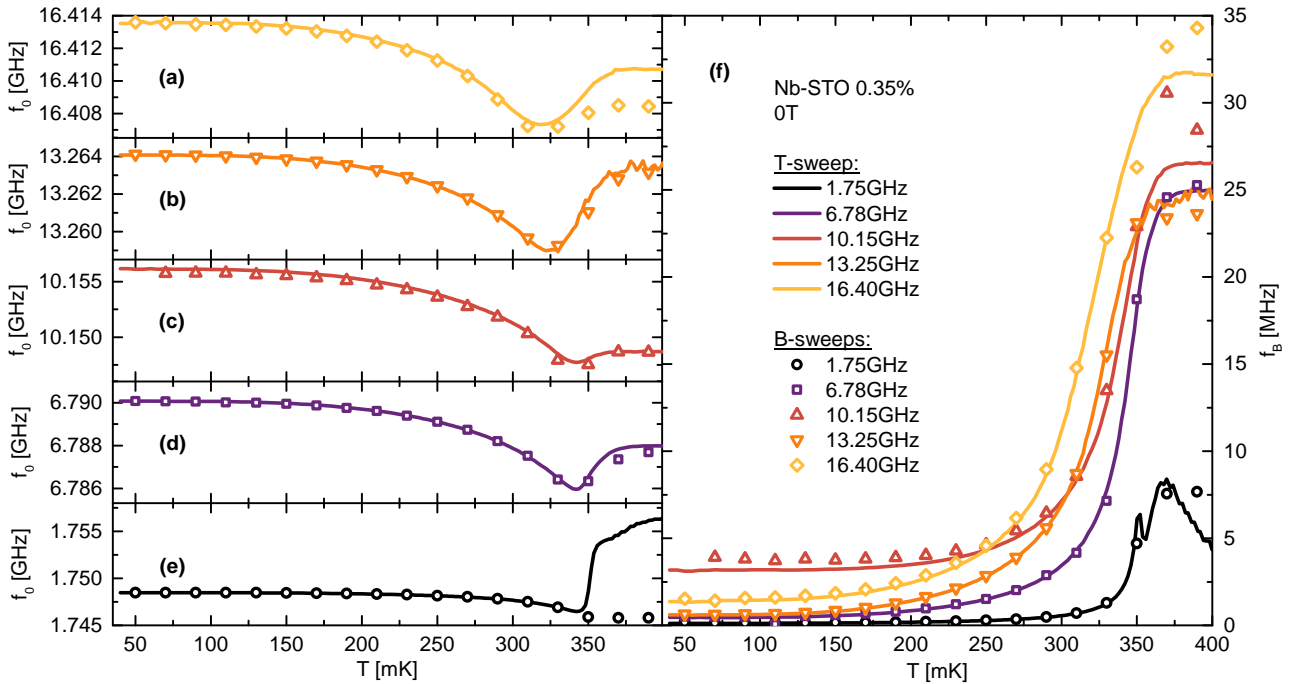 16.414
16.412
16.410
16.408
f0 [GHz]
(a)
13.264
13.262
13.260
f0 [GHz]
(b)
10.155
10.150
f0 [GHz]
(c)
6.790
6.788
6.786
f0 [GHz]
(d)
1.755
1.750
1.745
f0 [GHz]
(e)
50 100 150 200 250 300 350
T [mK]
(f)
Nb-STO 0.35%
0T
T-sweep:
1.75GHz
6.78GHz
10.15GHz
13.25GHz
16.40GHz
B-sweeps:
1.75GHz
6.78GHz
10.15GHz
13.25GHz
16.40GHz
35
30
25
20
15
10
5
0
fB [MHz]
50 100 150 200 250 300 350 400
T [mK]